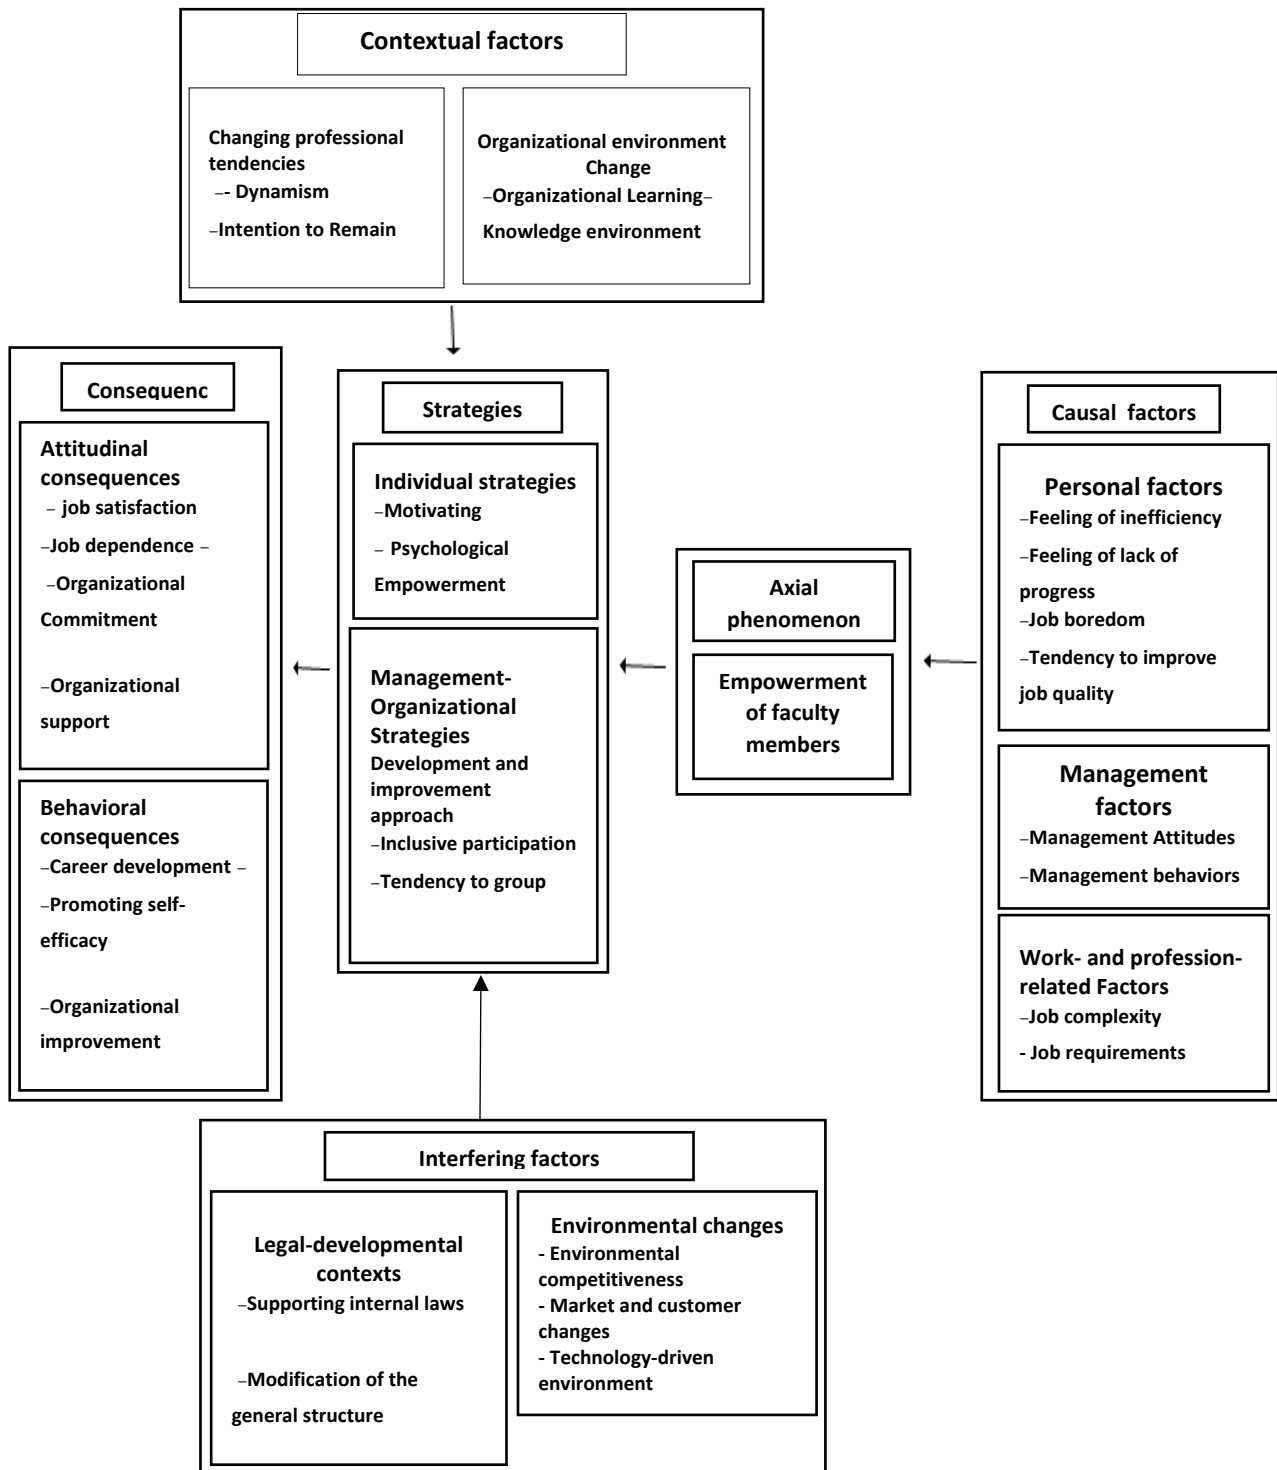 Contextual factors
Changing professional
tendencies
–- Dynamism
–Intention to Remain
Organizational environment
Change
–Organizational Learning–
Knowledge environment
Consequenc
Attitudinal
consequences
– job satisfaction
–Job dependence –
–Organizational
Commitment
–Organizational
support
Behavioral
consequences
–Career development –
–Promoting self-
efficacy
–Organizational
improvement
Strategies
Individual strategies
–Motivating
– Psychological
Empowerment
Management-
Organizational
Strategies
Development and
improvement
approach
–Inclusive participation
–Tendency to group
Axial
phenomenon
Empowerment
of faculty
members
Causal factors
Personal factors
–Feeling of inefficiency
–Feeling of lack of
progress
–Job boredom
–Tendency to improve
job quality
Management
factors
–Management Attitudes
–Management behaviors
Work- and profession-
related Factors
–Job complexity
- Job requirements
Interfering factors
Legal-developmental
contexts
–Supporting internal laws
–Modification of the
general structure
Environmental changes
- Environmental
competitiveness
- Market and customer
changes
- Technology-driven
environment